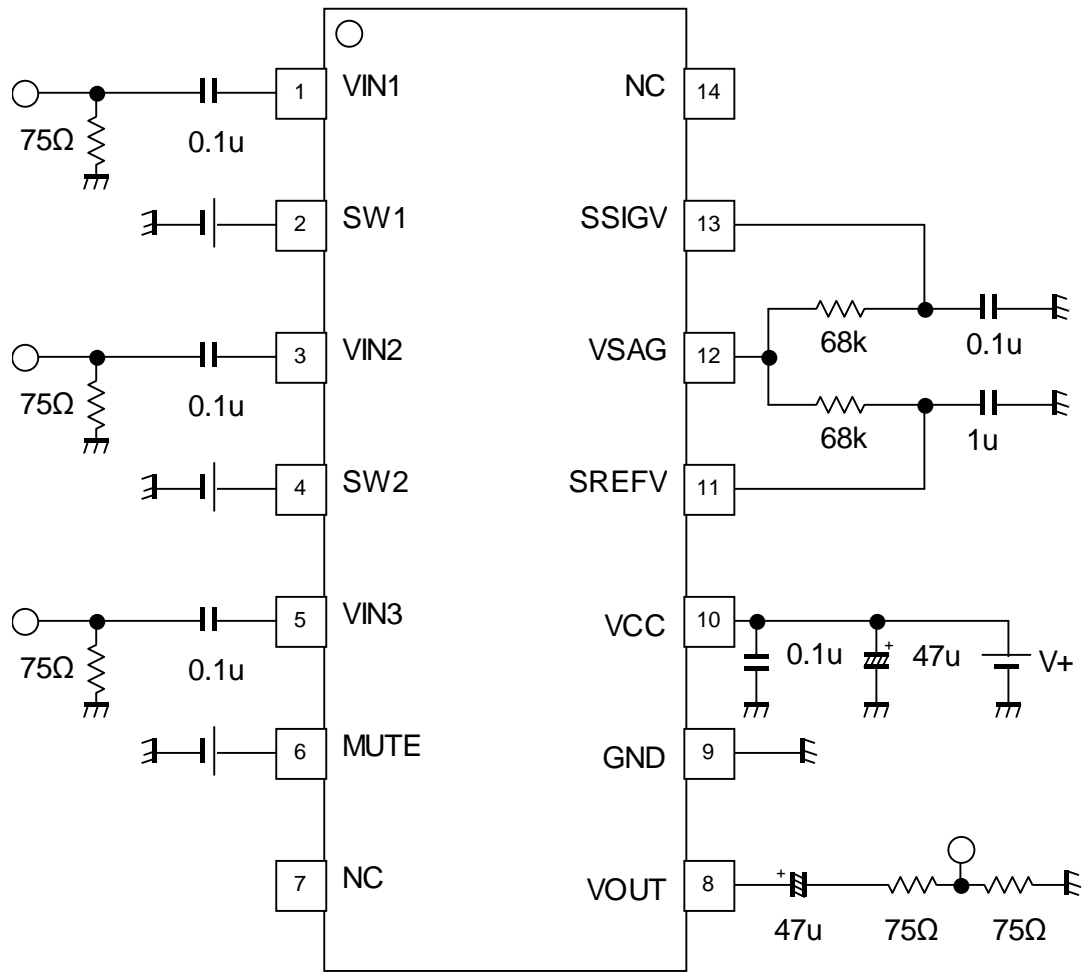 1 VIN1 NC 14
75Ω 0.1u
2 SW1 SSIGV 13
3 VIN2 VSAG 12 68k 0.1u
75Ω 0.1u
68k 1u
4 SW2 SREFV 11
5 VIN3 VCC 10 0.1u + 47u V+
75Ω 0.1u
6 MUTE GND 9
7 NC VOUT 8 +
47u 75Ω 75Ω